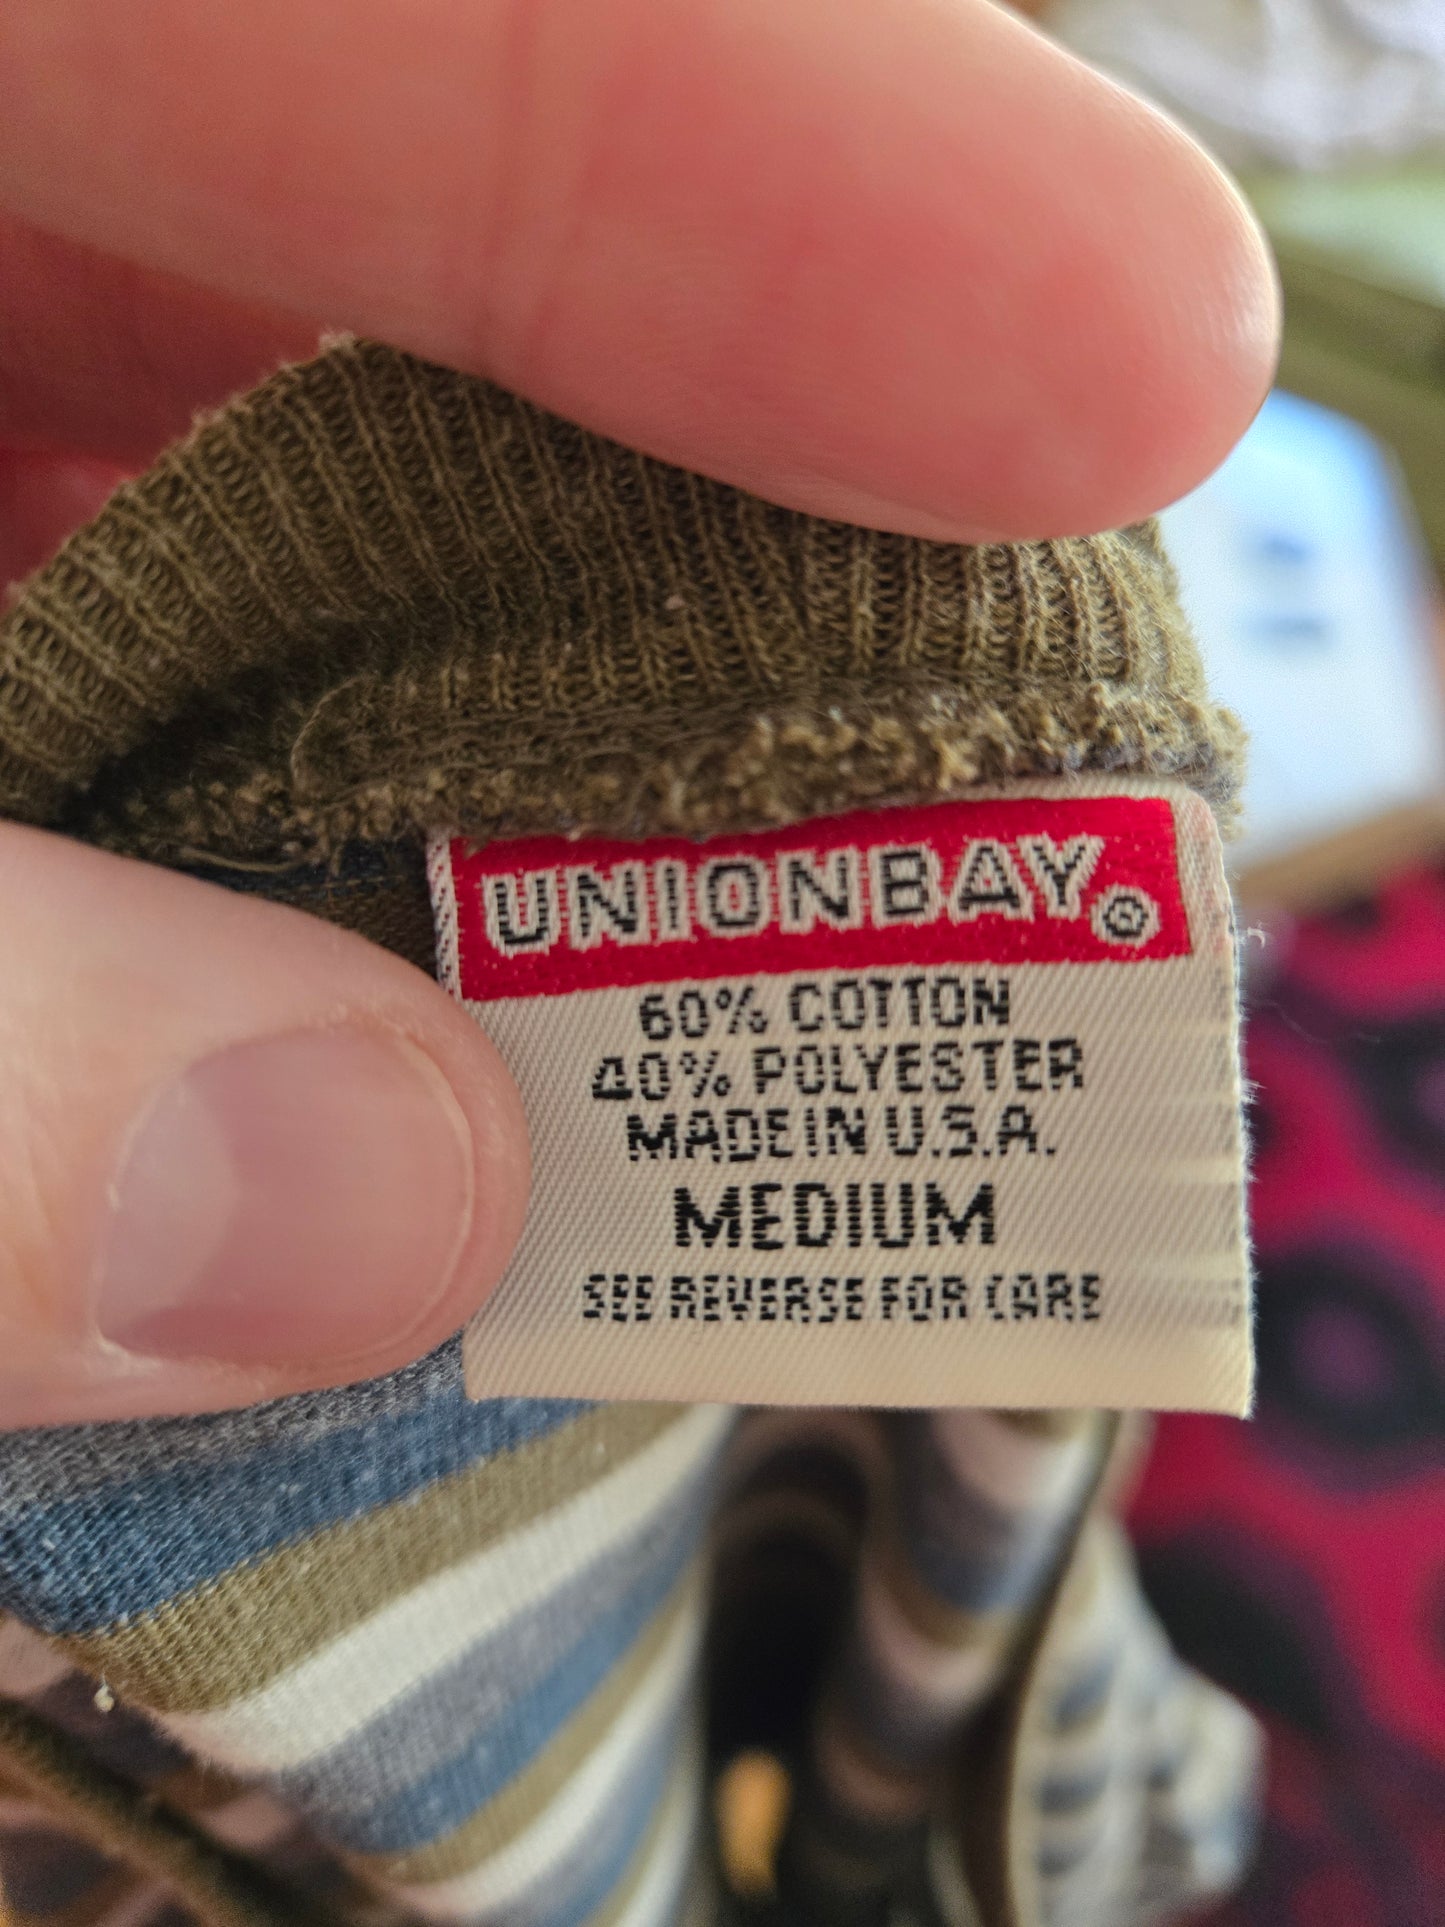 UNIONBAY®
60% COTTON
40% POLYESTER
MADE IN U.S.A.
MEDIUM
SEE REVERSE FOR CARE